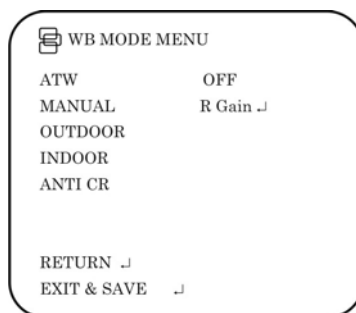 WB MODE MENU
ATW OFF
MANUAL R Gain ↵
OUTDOOR
INDOOR
ANTI CR
RETURN ↵
EXIT & SAVE ↵